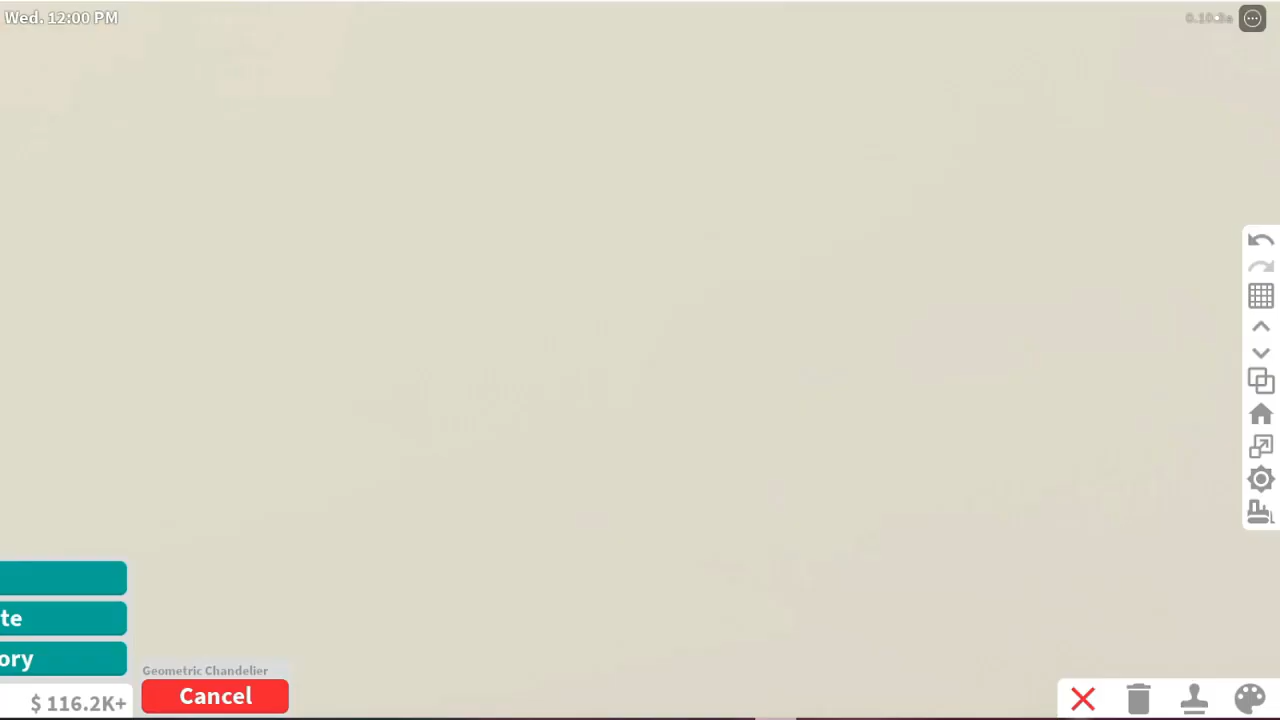 Wed. 12:00 PM
te
ory
$ 116.2K+
Geometric Chandelier
Cancel